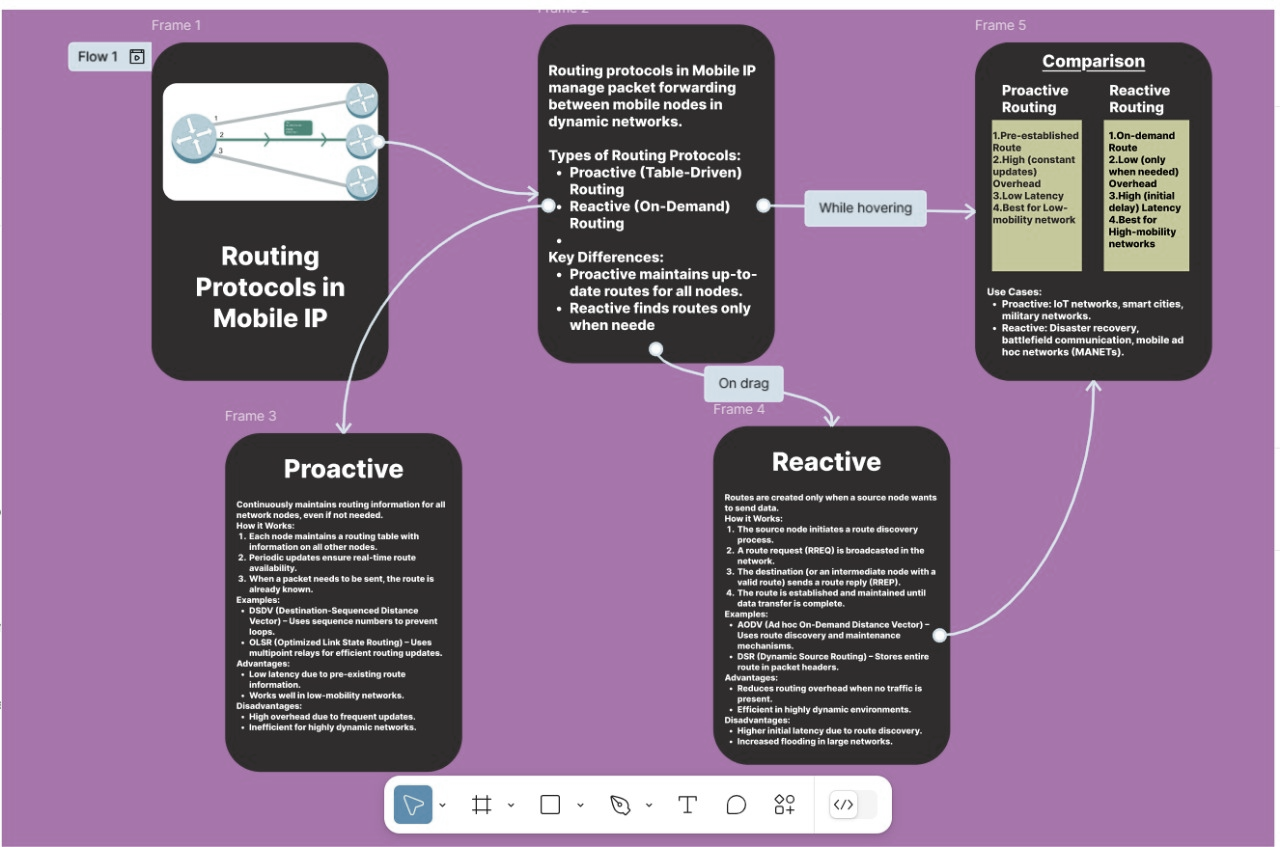 Frame 1
Flow 1
1
2
3
Routing
Protocols in
Mobile IP
Frame 2
Routing protocols in Mobile IP
manage packet forwarding
between mobile nodes in
dynamic networks.
Types of Routing Protocols:
• Proactive (Table-Driven)
Routing
• Reactive (On-Demand)
Routing
•
Key Differences:
• Proactive maintains up-to-
date routes for all nodes.
• Reactive finds routes only
when neede
While hovering
On drag
Frame 5
Comparison
Proactive
Routing
1.Pre-established
Route
2.High (constant
updates)
Overhead
3.Low Latency
4.Best for Low-
mobility network
Reactive
Routing
1.On-demand
Route
2.Low (only
when needed)
Overhead
3.High (initial
delay) Latency
4.Best for
High-mobility
networks
Use Cases:
• Proactive: IoT networks, smart cities,
military networks.
• Reactive: Disaster recovery,
battlefield communication, mobile ad
hoc networks (MANETs).
Frame 3
Proactive
Continuously maintains routing information for all
network nodes, even if not needed.
How it Works:
1. Each node maintains a routing table with
information on all other nodes.
2. Periodic updates ensure real-time route
availability.
3. When a packet needs to be sent, the route is
already known.
Examples:
• DSDV (Destination-Sequenced Distance
Vector) – Uses sequence numbers to prevent
loops.
• OLSR (Optimized Link State Routing) – Uses
multipoint relays for efficient routing updates.
Advantages:
• Low latency due to pre-existing route
information.
• Works well in low-mobility networks.
Disadvantages:
• High overhead due to frequent updates.
• Inefficient for highly dynamic networks.
Frame 4
Reactive
Routes are created only when a source node wants
to send data.
How it Works:
1. The source node initiates a route discovery
process.
2. A route request (RREQ) is broadcasted in the
network.
3. The destination (or an intermediate node with a
valid route) sends a route reply (RREP).
4. The route is established and maintained until
data transfer is complete.
Examples:
• AODV (Ad hoc On-Demand Distance Vector) –
Uses route discovery and maintenance
mechanisms.
• DSR (Dynamic Source Routing) – Stores entire
route in packet headers.
Advantages:
• Reduces routing overhead when no traffic is
present.
• Efficient in highly dynamic environments.
Disadvantages:
• Higher initial latency due to route discovery.
• Increased flooding in large networks.